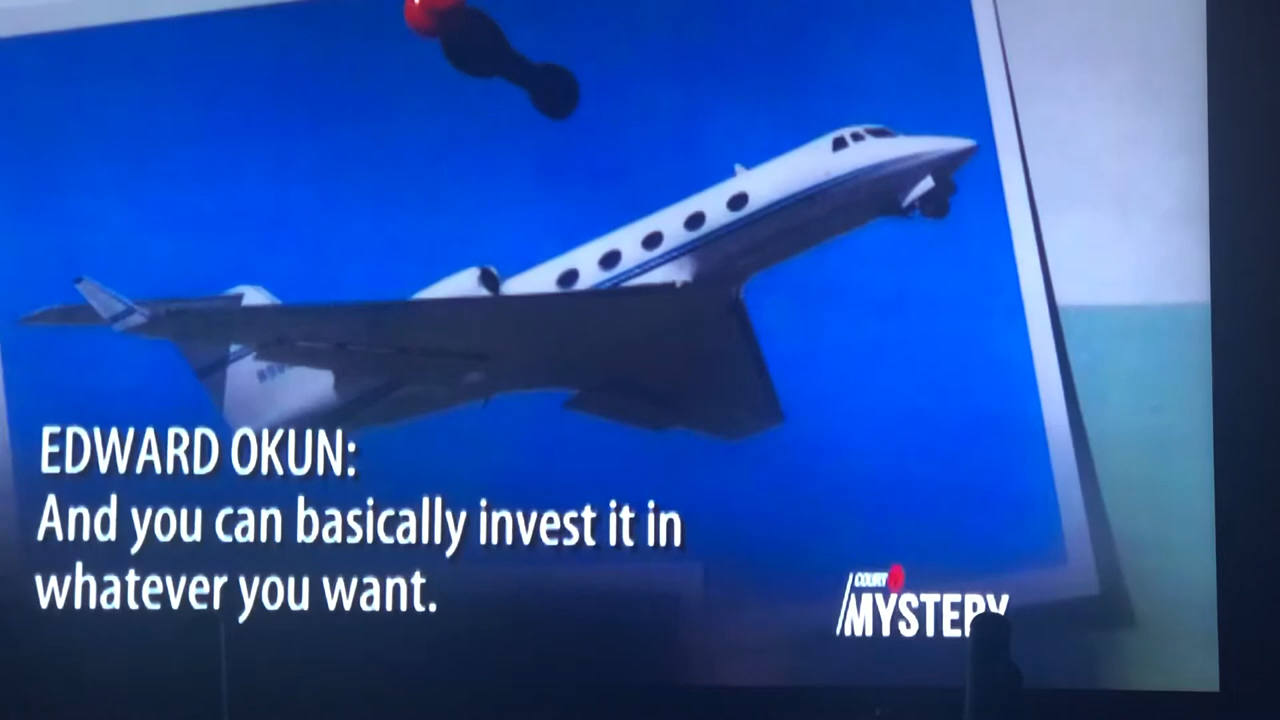 EDWARD OKUN:
And you can basically invest it in
whatever you want.
COURT
MYSTERY